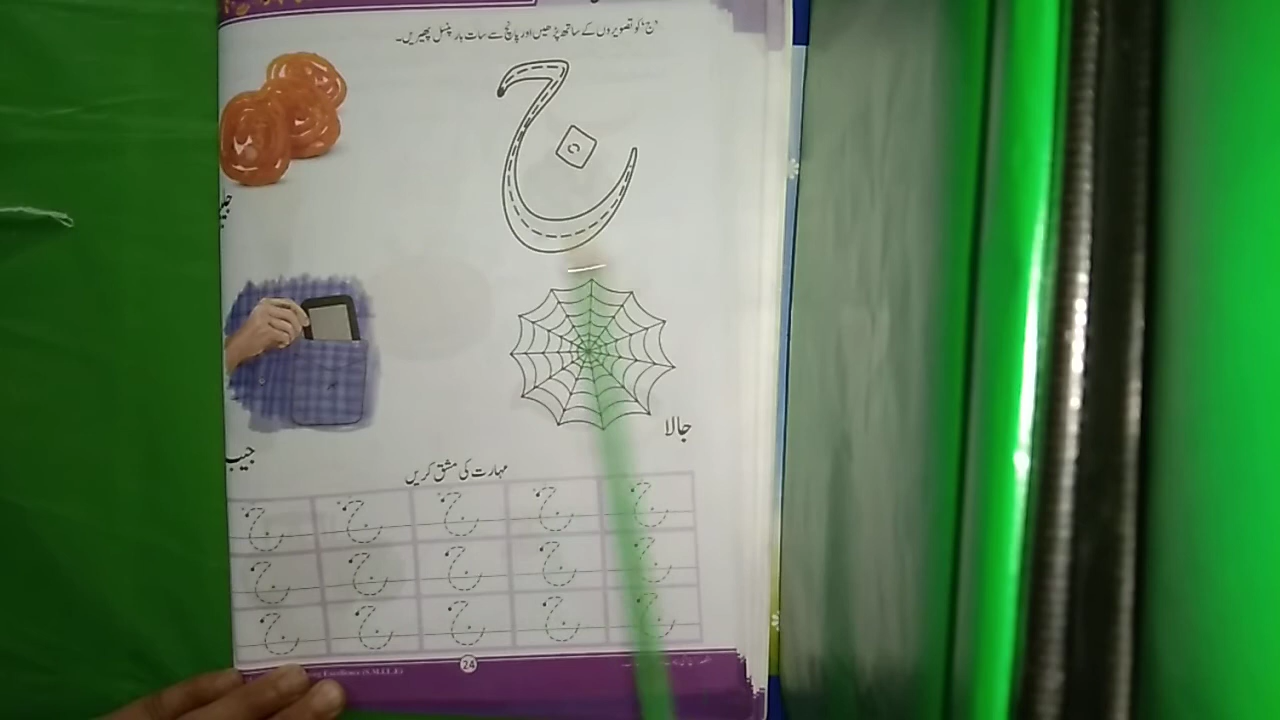 ’ج‘ کو تصویروں کے ساتھ پڑھیں اور پانچ سے سات بار پنسل پھیریں۔
ج
جالا
جیب
مہارت کی مشق کریں
ج ج ج ج ج
ج ج ج ج ج
ج ج ج ج ج
24
Excellence (S.M.I.L.E)